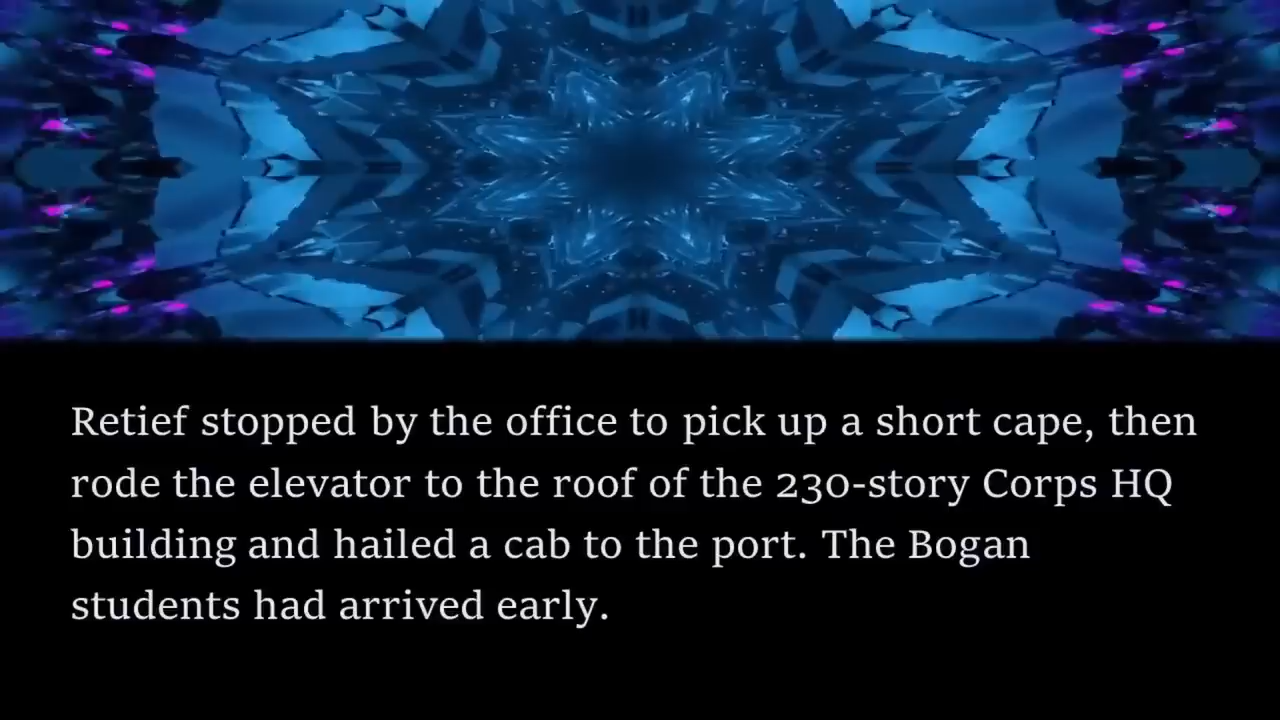 Retief stopped by the office to pick up a short cape, then
rode the elevator to the roof of the 230-story Corps HQ
building and hailed a cab to the port. The Bogan
students had arrived early.